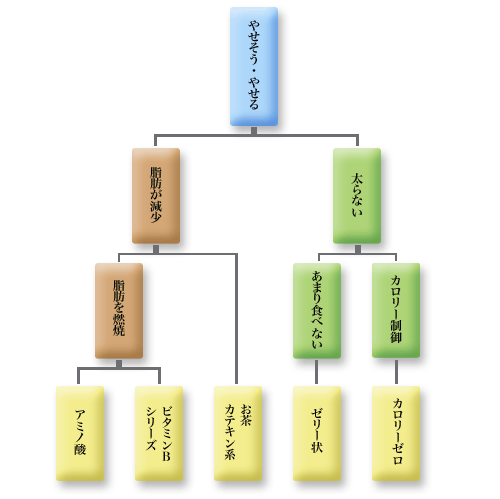 やせそう・やせる
脂肪が減少
太らない
脂肪を燃焼
あまり食べない
カロリー制御
アミノ酸
ビタミンB
シリーズ
お茶
カテキン系
ゼリー状
カロリーゼロ